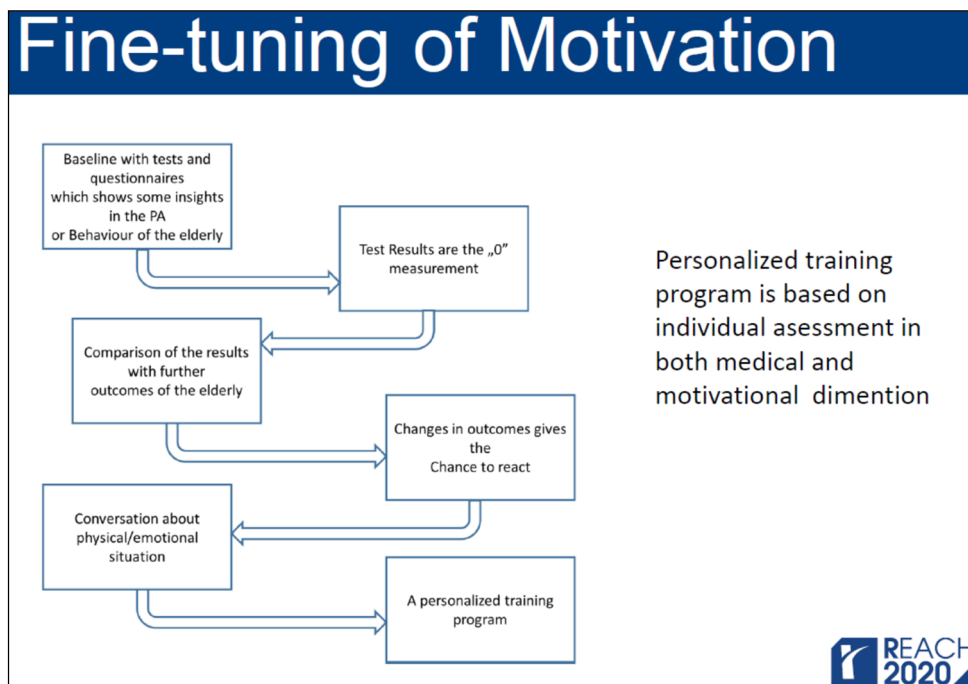 Fine-tuning of Motivation
Baseline with tests and
questionnaires
which shows some insights
in the PA
or Behaviour of the elderly
Test Results are the „0”
measurement
Comparison of the results
with further
outcomes of the elderly
Changes in outcomes gives
the
Chance to react
Conversation about
physical/emotional
situation
A personalized training
program
Personalized training
program is based on
individual asessment in
both medical and
motivational dimention
REACH
2020